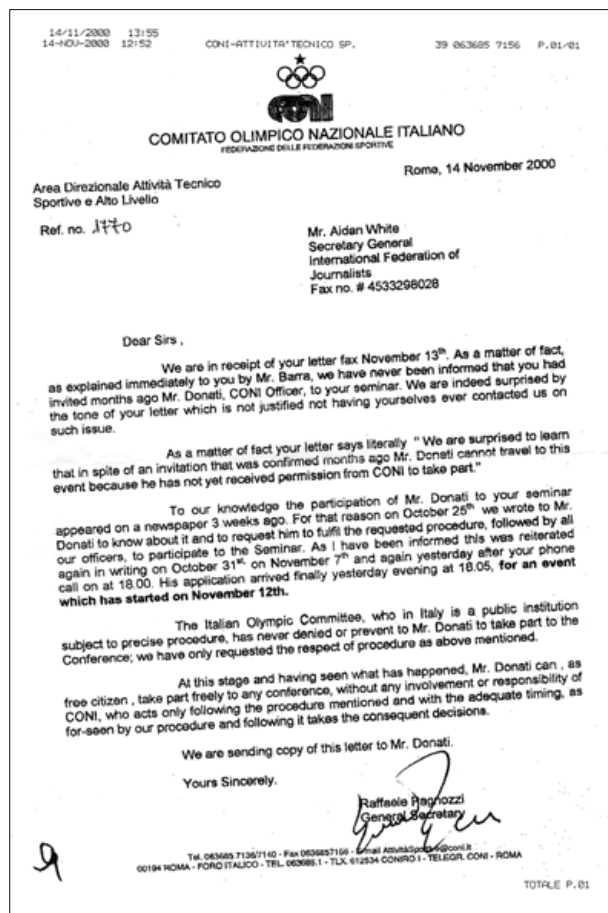 14/11/2000 13:55
14-NOV-2000 12:52 CONI-ATTIVITA'TECNICO SP. 39 063685 7156 P.01/01
CONI
COMITATO OLIMPICO NAZIONALE ITALIANO
FEDERAZIONE DELLE FEDERAZIONI SPORTIVE
Rome, 14 November 2000
Area Direzionale Attività Tecnico
Sportive e Alto Livello
Ref. no. 1770
Mr. Aidan White
Secretary General
International Federation of
Journalists
Fax no. # 4533298028
Dear Sirs ,
We are in receipt of your letter fax November 13th. As a matter of fact,
as explained immediately to you by Mr. Barra, we have never been informed that you had
invited months ago Mr. Donati, CONI Officer, to your seminar. We are indeed surprised by
the tone of your letter which is not justified not having yourselves ever contacted us on
such issue.
As a matter of fact your letter says literally " We are surprised to learn
that in spite of an invitation that was confirmed months ago Mr. Donati cannot travel to this
event because he has not yet received permission from CONI to take part."
To our knowledge the participation of Mr. Donati to your seminar
appeared on a newspaper 3 weeks ago. For that reason on October 25th we wrote to Mr.
Donati to know about it and to request him to fulfil the requested procedure, followed by all
our officers, to participate to the Seminar. As I have been informed this was reiterated
again in writing on October 31st, on November 7th and again yesterday after your phone
call on at 18.00. His application arrived finally yesterday evening at 18.05, for an event
which has started on November 12th.
The Italian Olympic Committee, who in Italy is a public institution
subject to precise procedure, has never denied or prevent to Mr. Donati to take part to the
Conference; we have only requested the respect of procedure as above mentioned.
At this stage and having seen what has happened, Mr. Donati can , as
free citizen , take part freely to any conference, without any involvement or responsibility of
CONI, who acts only following the procedure mentioned and with the adequate timing, as
for-seen by our procedure and following it takes the consequent decisions.
We are sending copy of this letter to Mr. Donati.
Yours Sincerely.
Raffaele Pagnozzi
General Secretary
Tel. 063685.7136/7140 - Fax 0636857156 - E-mail AttivitàSportive@coni.it
00194 ROMA - FORO ITALICO - TEL. 063685.1 - TLX. 612534 CONIRO I - TELEGR. CONI - ROMA
TOTALE P.01